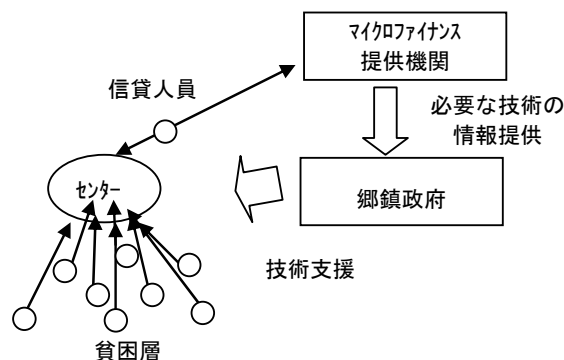 ﾏｲｸﾛﾌｧｲﾅﾝｽ
提供機関
信貸人員
必要な技術の
情報提供
ｾﾝﾀｰ
郷鎮政府
技術支援
貧困層